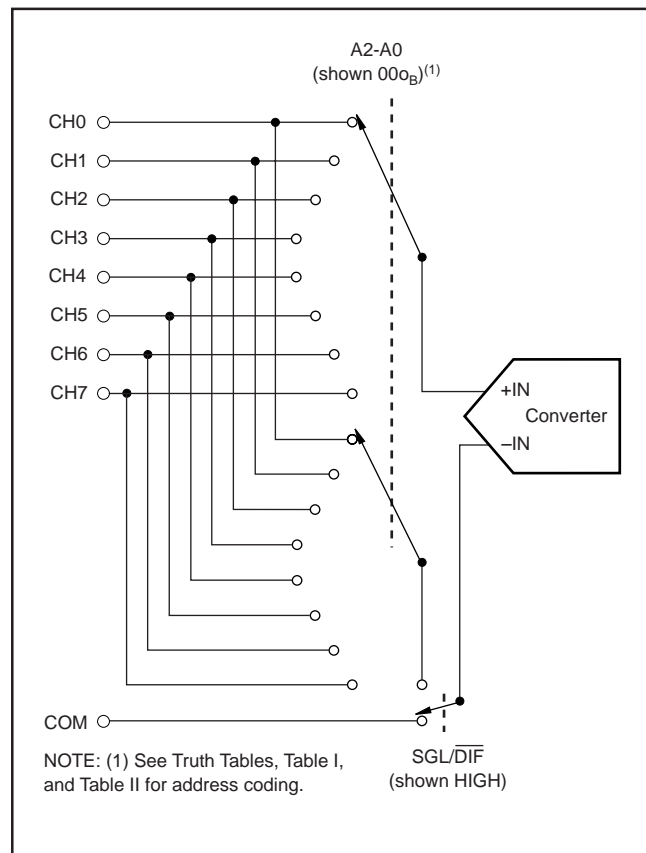 A2-A0
(shown 00o_B)^(1)
CH0
CH1
CH2
CH3
CH4
CH5
CH6
CH7
+IN
Converter
–IN
COM
NOTE: (1) See Truth Tables, Table I,
and Table II for address coding.
SGL/D̅I̅F̅
(shown HIGH)